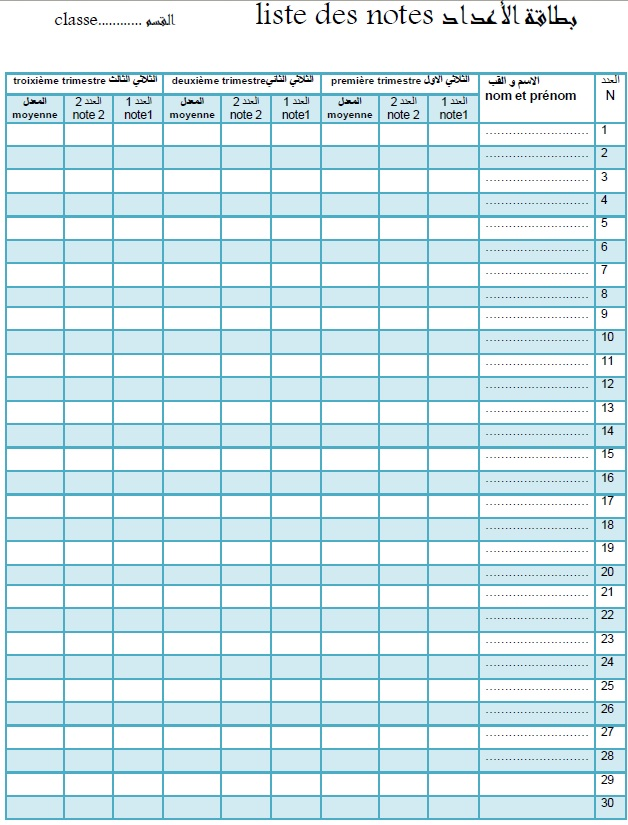 liste des notes بطاقة الأعداد
classe............ القسم
العدد
N
الاسم و القب
nom et prénom
première trimestre الثلاثي الاول
deuxième trimestreالثلاثي الثاني
troixième trimestre الثلاثي الثالث
العدد 1
note1
العدد 2
note 2
المعدل
moyenne
العدد 1
note1
العدد 2
note 2
المعدل
moyenne
العدد 1
note1
العدد 2
note 2
المعدل
moyenne
1 ............................
2 ............................
3 ............................
4 ............................
5 ............................
6 ............................
7 ............................
8 ............................
9 ............................
10 ............................
11 ............................
12 ............................
13 ............................
14 ............................
15 ............................
16 ............................
17 ............................
18 ............................
19 ............................
20 ............................
21 ............................
22 ............................
23 ............................
24 ............................
25 ............................
26 ............................
27 ............................
28 ............................
29
30